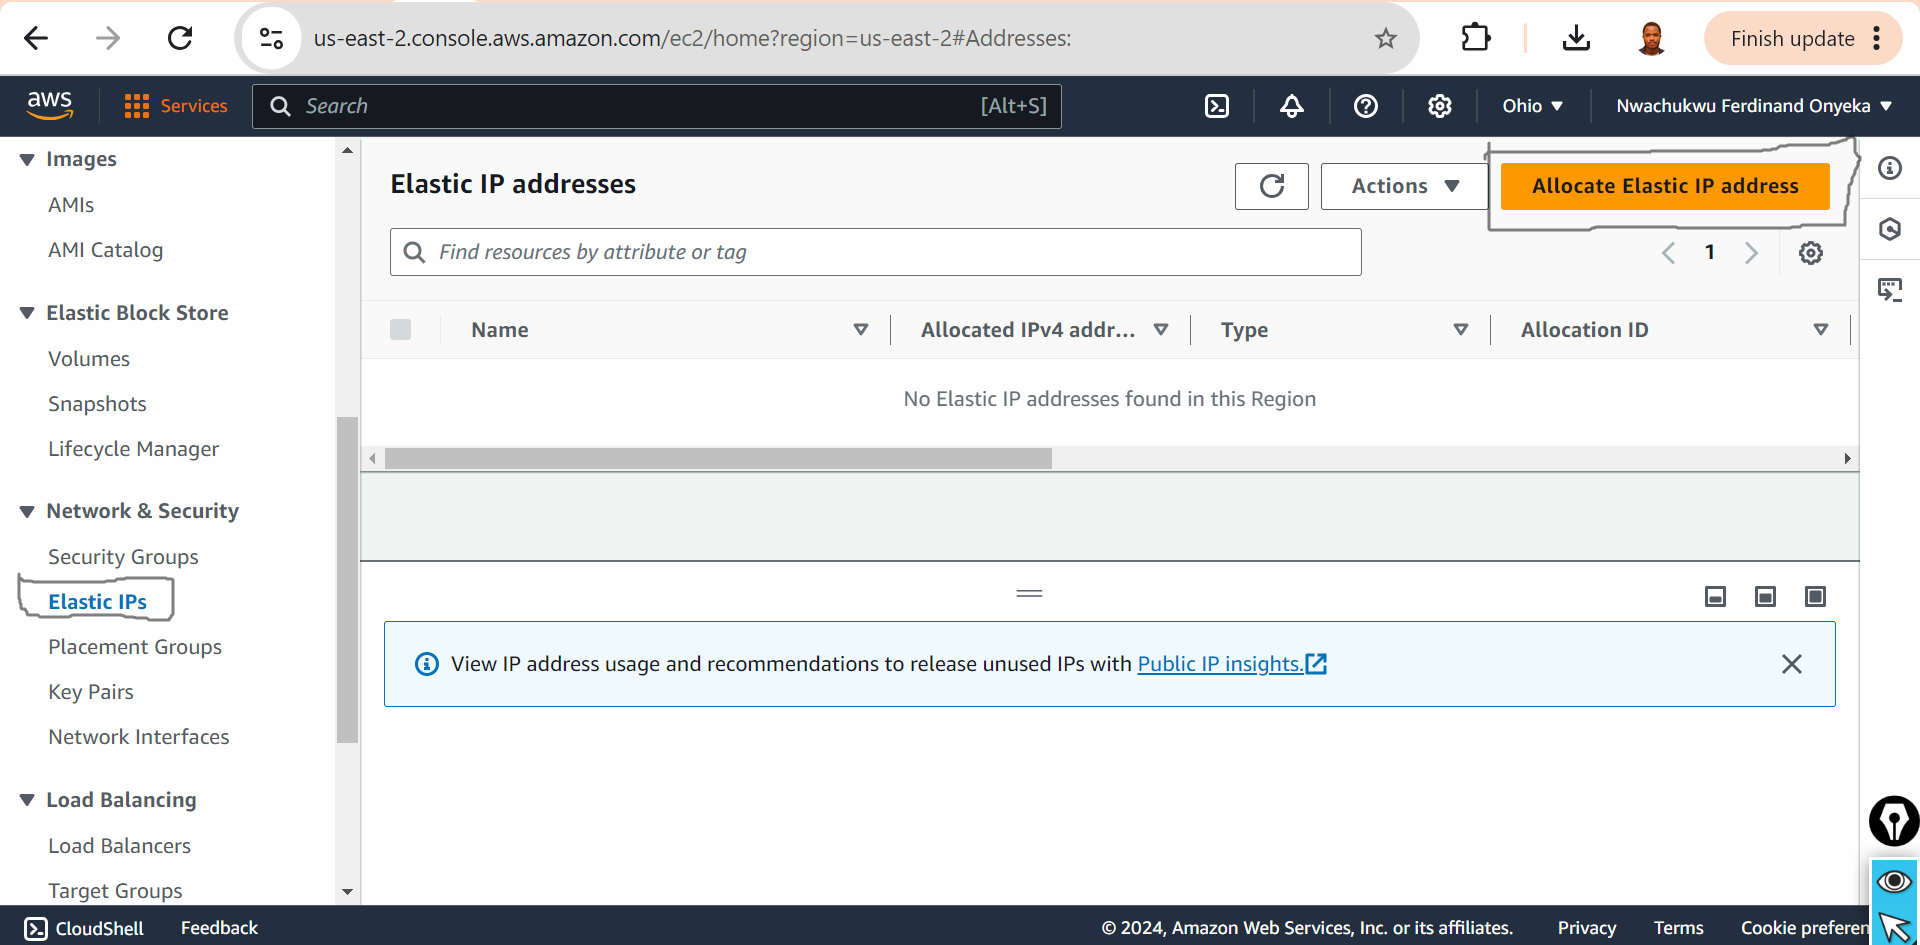 us-east-2.console.aws.amazon.com/ec2/home?region=us-east-2#Addresses:
Finish update
aws
Services
Search
[Alt+S]
Ohio
Nwachukwu Ferdinand Onyeka
Images
AMIs
AMI Catalog
Elastic Block Store
Volumes
Snapshots
Lifecycle Manager
Network & Security
Security Groups
Elastic IPs
Placement Groups
Key Pairs
Network Interfaces
Load Balancing
Load Balancers
Target Groups
Elastic IP addresses
Actions
Allocate Elastic IP address
Find resources by attribute or tag
1
Name
Allocated IPv4 addr...
Type
Allocation ID
No Elastic IP addresses found in this Region
View IP address usage and recommendations to release unused IPs with Public IP insights.
CloudShell
Feedback
© 2024, Amazon Web Services, Inc. or its affiliates.
Privacy
Terms
Cookie preferen